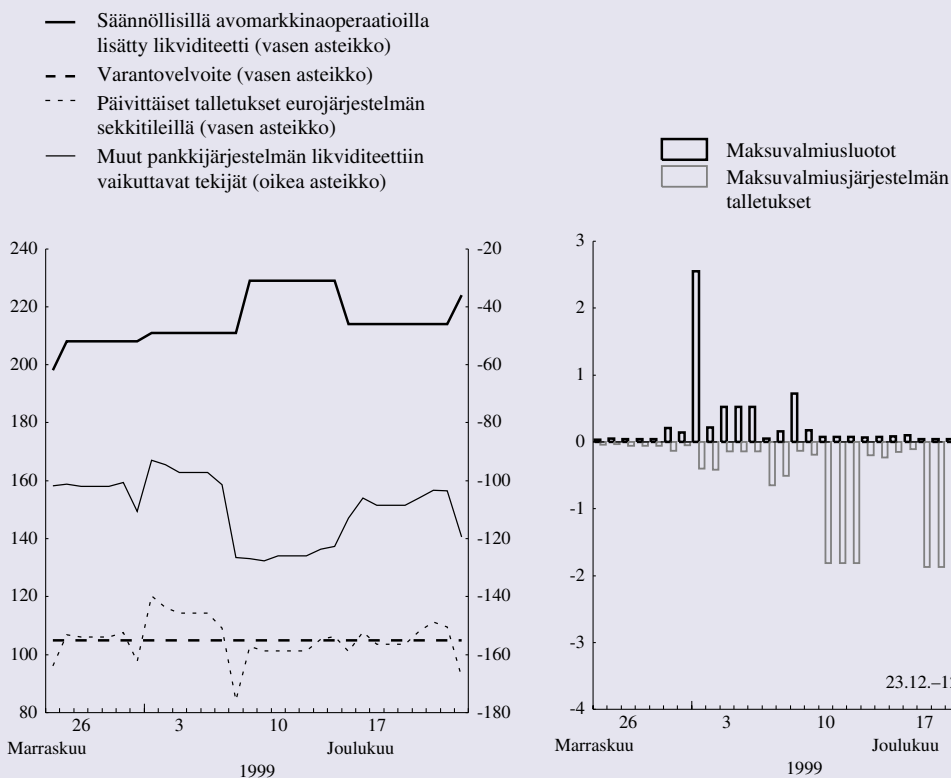 Säännöllisillä avomarkkinaoperaatioilla
lisätty likviditeetti (vasen asteikko)
Varantovelvoite (vasen asteikko)
Päivittäiset talletukset eurojärjestelmän
sekkitileillä (vasen asteikko)
Muut pankkijärjestelmän likviditeettiin
vaikuttavat tekijät (oikea asteikko)
240
220
200
180
160
140
120
100
80
-20
-40
-60
-80
-100
-120
-140
-160
-180
26
3
10
17
Marraskuu
Joulukuu
1999
Maksuvalmiusluotot
Maksuvalmiusjärjestelmän
talletukset
3
2
1
0
-1
-2
-3
-4
23.12.–
26
3
10
17
Marraskuu
Joulukuu
1999